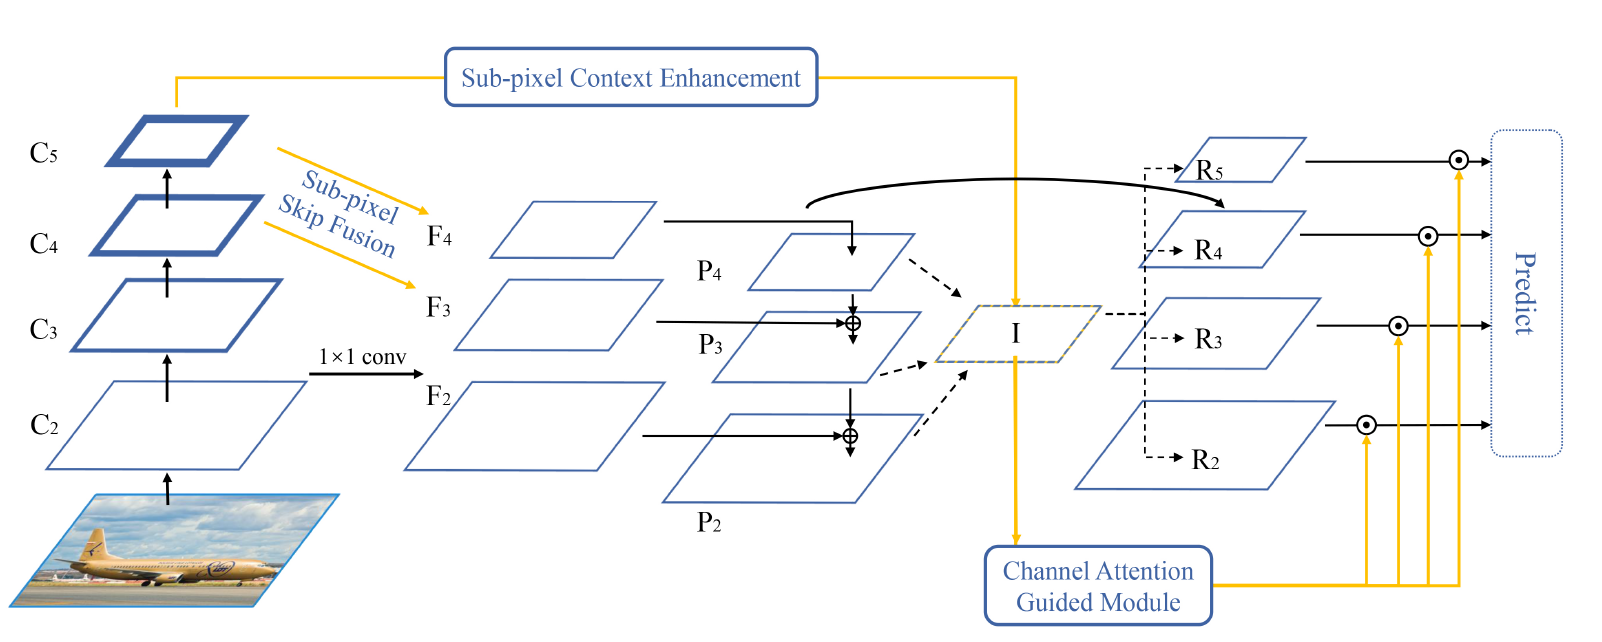 Sub-pixel Context Enhancement
C5
C4
C3
C2
Sub-pixel
Skip Fusion
1×1 conv
F4
F3
F2
P4
P3
P2
I
R5
R4
R3
R2
Predict
Channel Attention
Guided Module